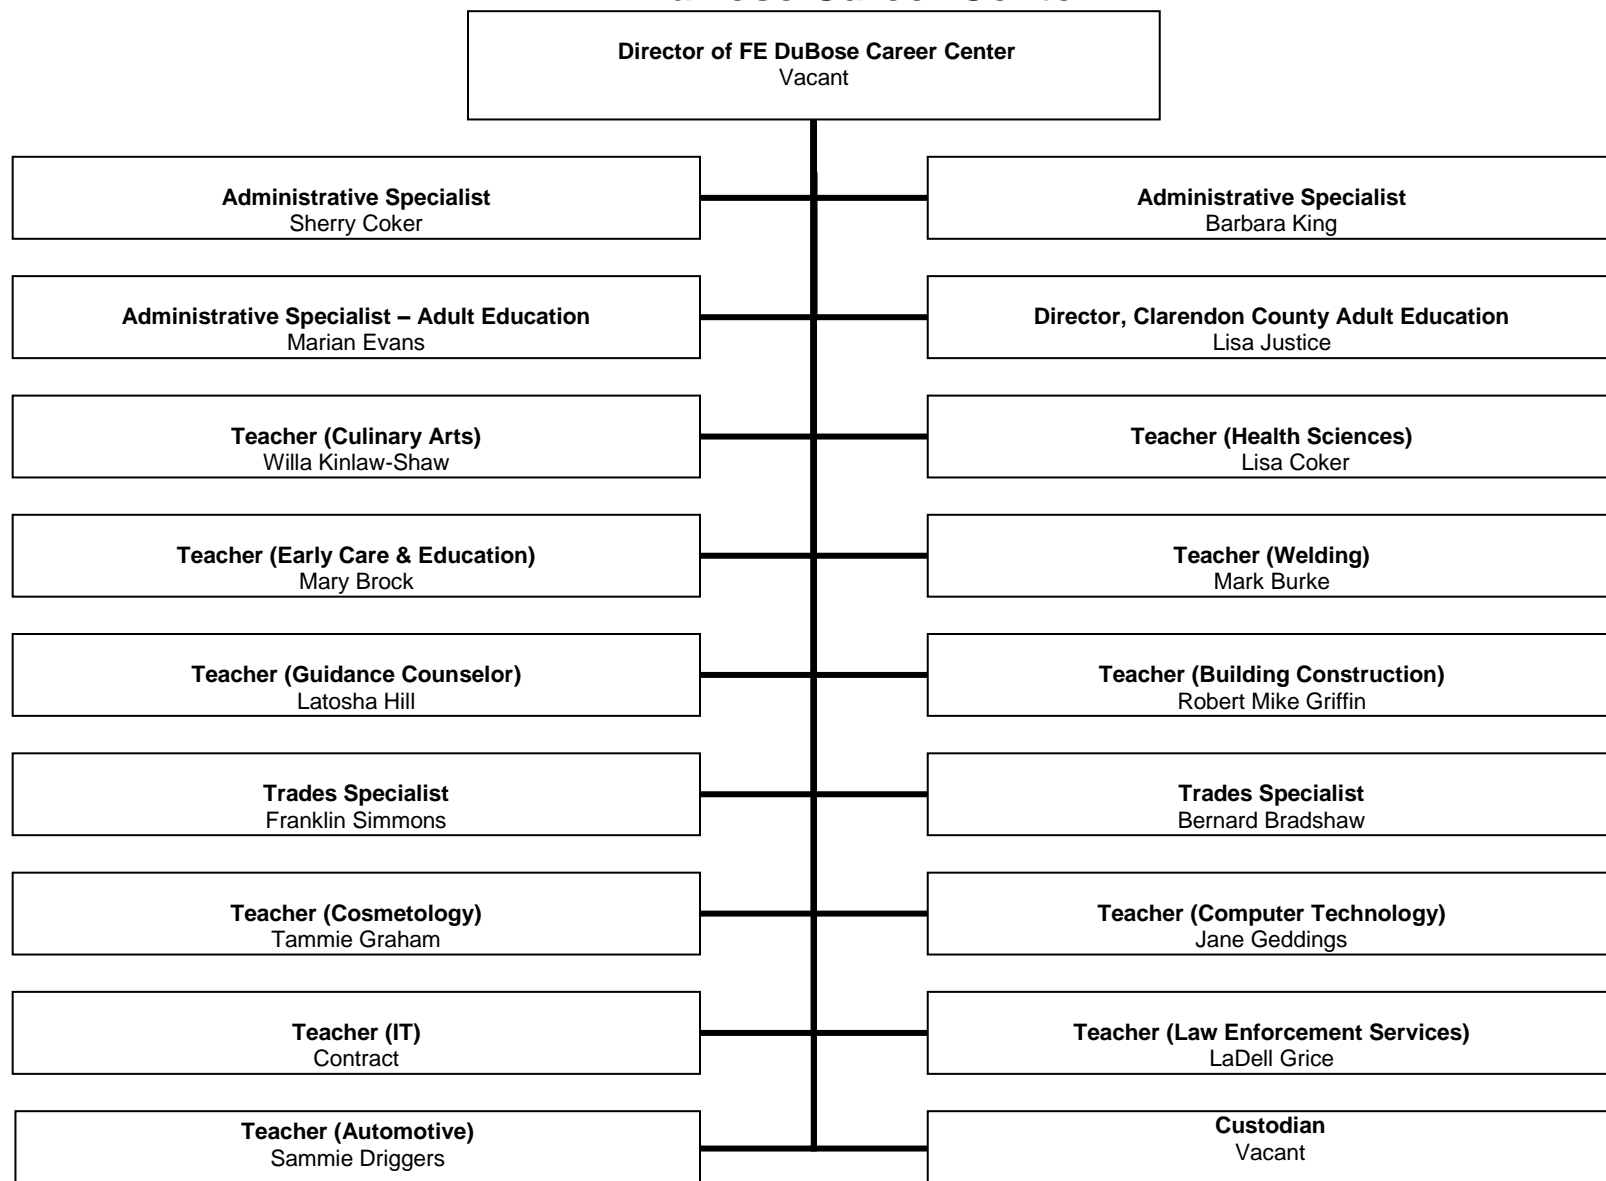 Director of FE DuBose Career Center
Vacant
Administrative Specialist
Sherry Coker
Administrative Specialist
Barbara King
Administrative Specialist – Adult Education
Marian Evans
Director, Clarendon County Adult Education
Lisa Justice
Teacher (Culinary Arts)
Willa Kinlaw-Shaw
Teacher (Health Sciences)
Lisa Coker
Teacher (Early Care & Education)
Mary Brock
Teacher (Welding)
Mark Burke
Teacher (Guidance Counselor)
Latosha Hill
Teacher (Building Construction)
Robert Mike Griffin
Trades Specialist
Franklin Simmons
Trades Specialist
Bernard Bradshaw
Teacher (Cosmetology)
Tammie Graham
Teacher (Computer Technology)
Jane Geddings
Teacher (IT)
Contract
Teacher (Law Enforcement Services)
LaDell Grice
Teacher (Automotive)
Sammie Driggers
Custodian
Vacant